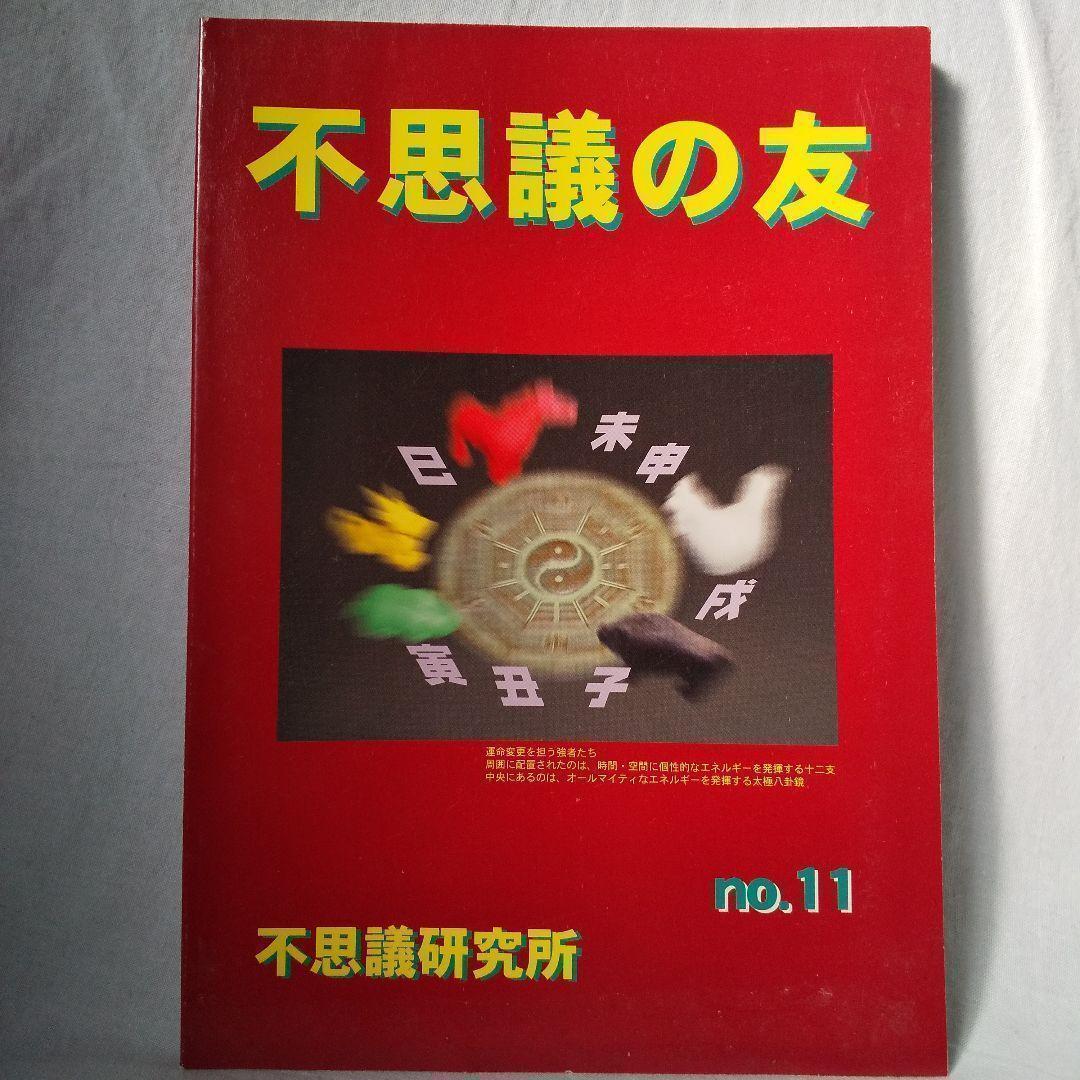 不思議の友
未
申
巳
戌
寅
丑
子
運命変更を担う強者たち
周囲に配置されたのは、時間・空間に個性的なエネルギーを発揮する十二支
中央にあるのは、オールマイティなエネルギーを発揮する太極八卦鏡
no.11
不思議研究所